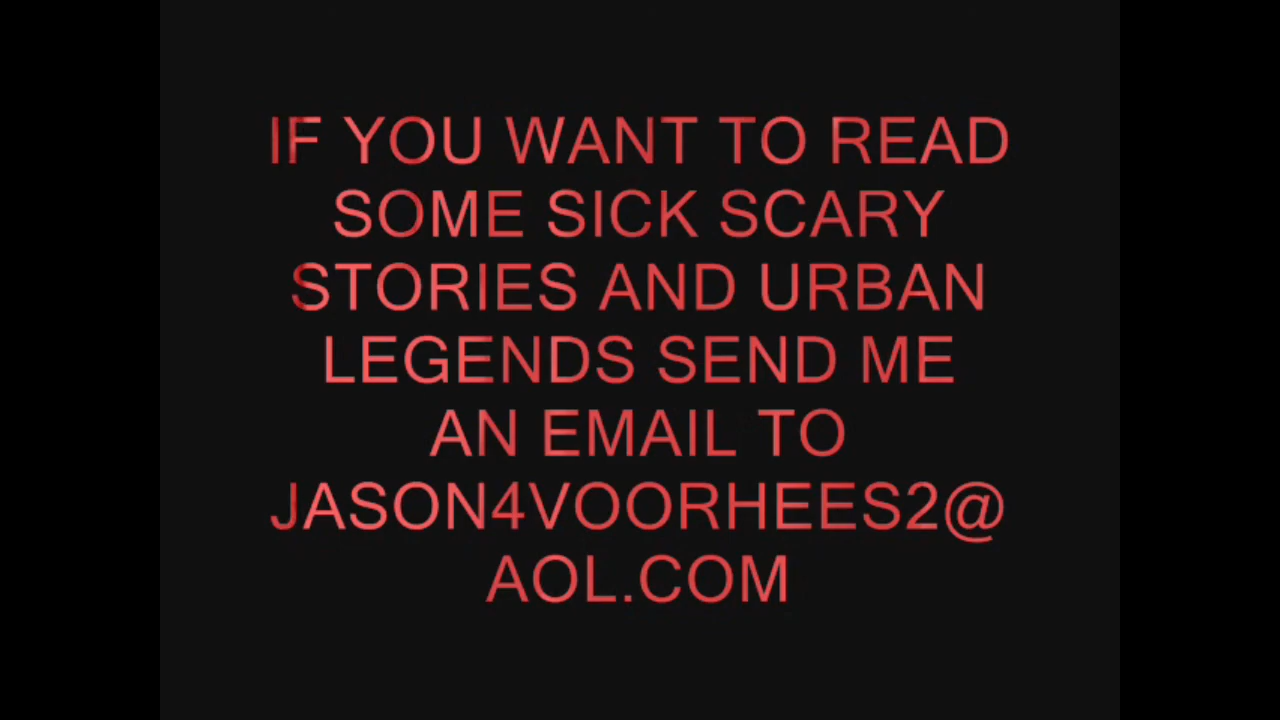 IF YOU WANT TO READ
SOME SICK SCARY
STORIES AND URBAN
LEGENDS SEND ME
AN EMAIL TO
JASON4VOORHEES2@
AOL.COM